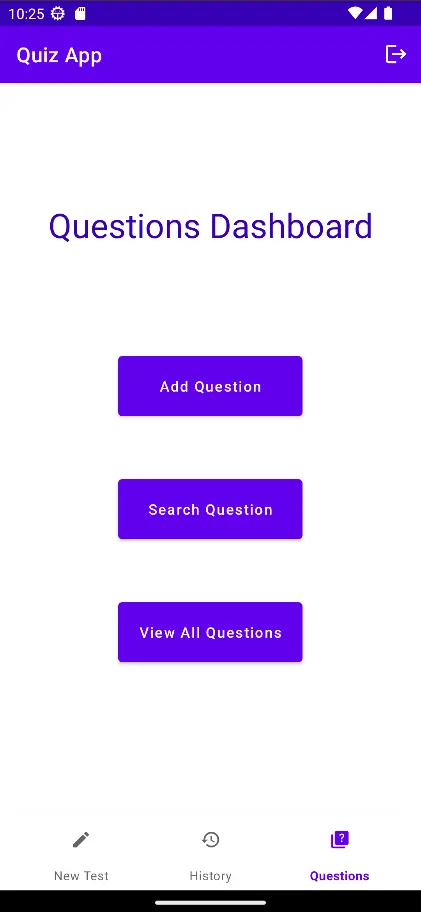 10:25
Quiz App
Questions Dashboard
Add Question
Search Question
View All Questions
New Test
History
Questions